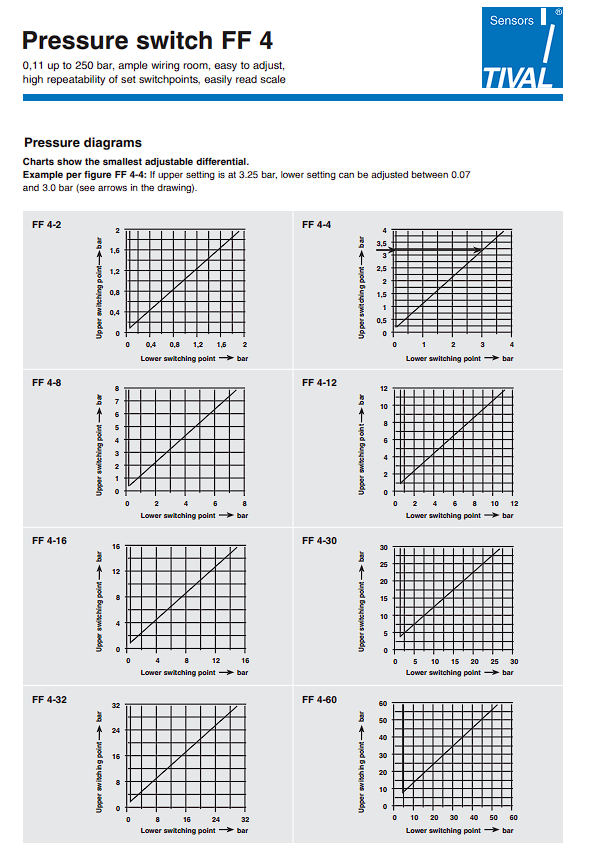 Sensors
®
TIVAL
Pressure switch FF 4
0,11 up to 250 bar, ample wiring room, easy to adjust,
high repeatability of set switchpoints, easily read scale
Pressure diagrams
Charts show the smallest adjustable differential.
Example per figure FF 4-4: If upper setting is at 3.25 bar, lower setting can be adjusted between 0.07
and 3.0 bar (see arrows in the drawing).
FF 4-2
Upper switching point bar
2
1,6
1,2
0,8
0,4
0
0 0,4 0,8 1,2 1,6 2
Lower switching point bar
FF 4-4
Upper switching point bar
4
3,5
3
2,5
2
1,5
1
0,5
0
0 1 2 3 4
Lower switching point bar
FF 4-8
Upper switching point bar
8
7
6
5
4
3
2
1
0
0 2 4 6 8
Lower switching point bar
FF 4-12
Upper switching point bar
12
10
8
6
4
2
0
0 2 4 6 8 10 12
Lower switching point bar
FF 4-16
Upper switching point bar
16
12
8
4
0
0 4 8 12 16
Lower switching point bar
FF 4-30
Upper switching point bar
30
25
20
15
10
5
0
0 5 10 15 20 25 30
Lower switching point bar
FF 4-32
Upper switching point bar
32
24
16
8
0
0 8 16 24 32
Lower switching point bar
FF 4-60
Upper switching point bar
60
50
40
30
20
10
0
0 10 20 30 40 50 60
Lower switching point bar